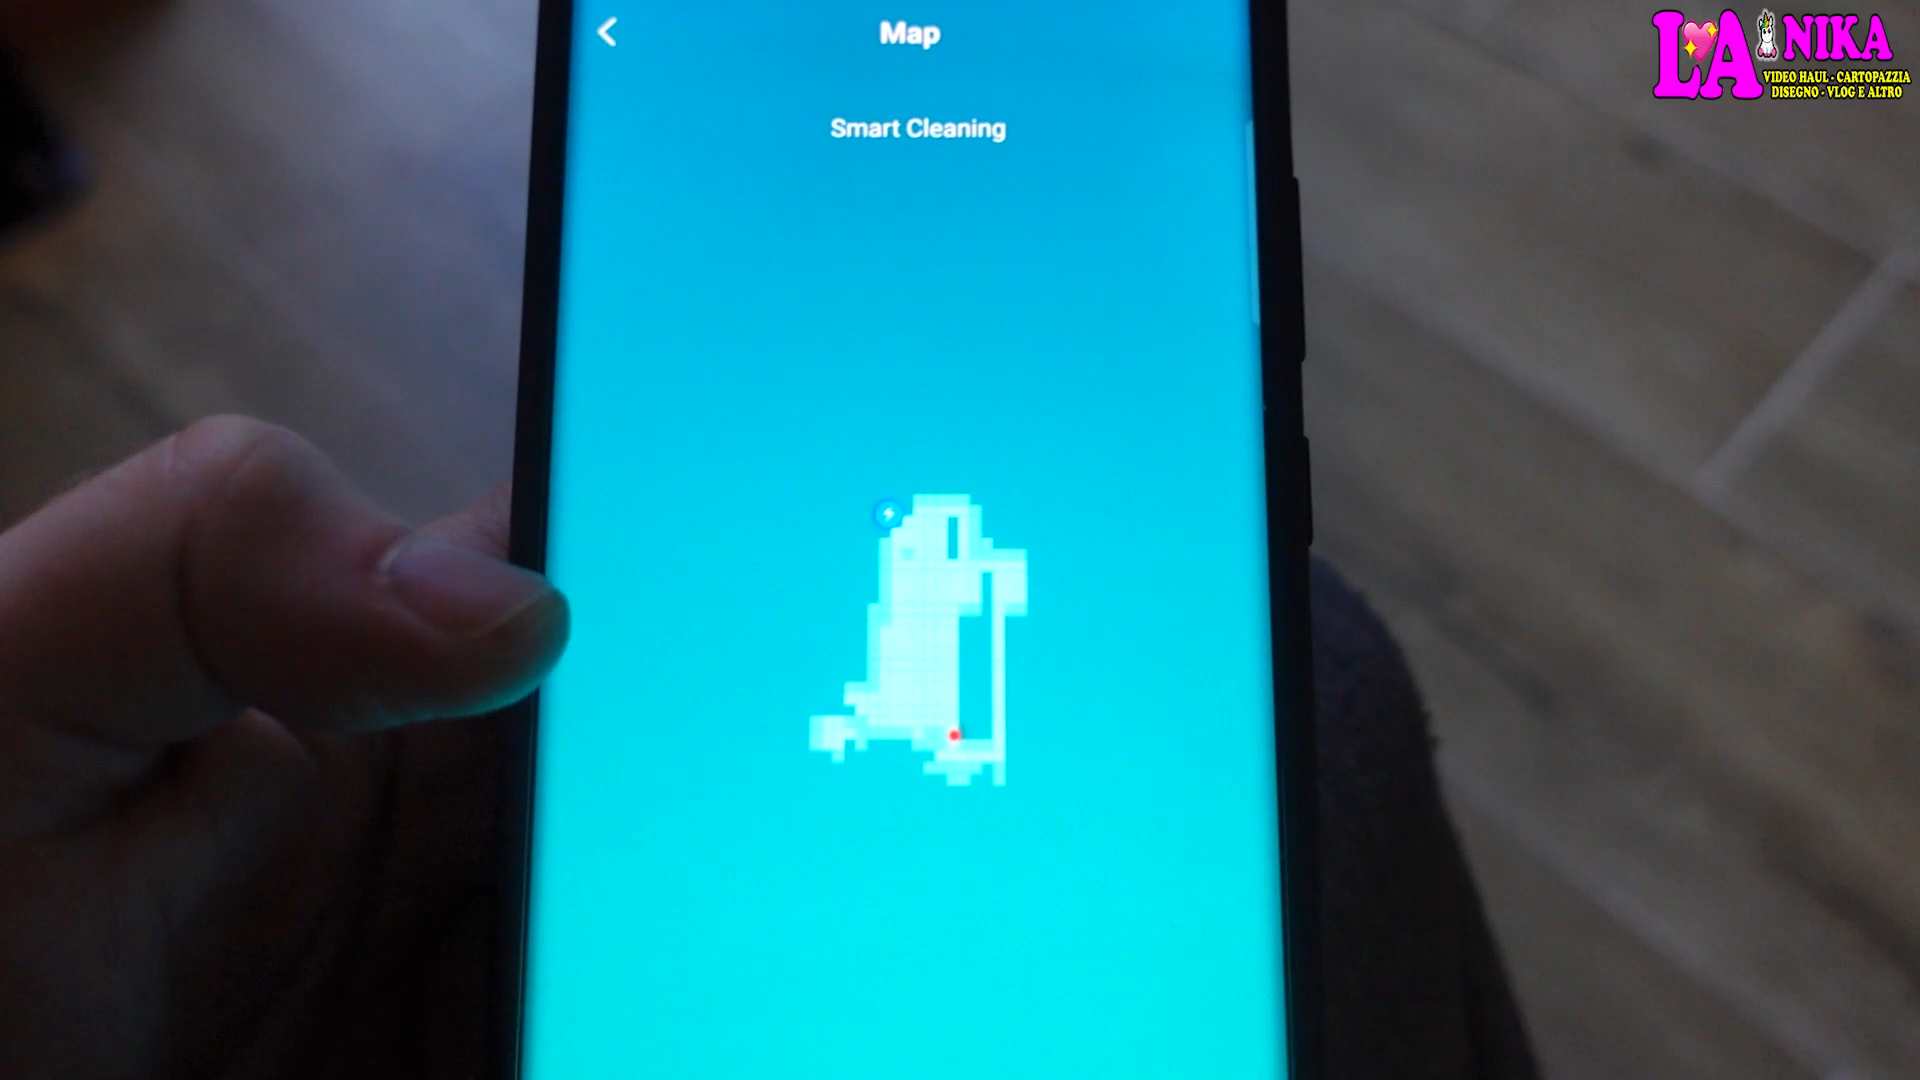 Map
Smart Cleaning
LA NIKA
VIDEO HAUL - CARTOPAZZIA
DISEGNO - VLOG E ALTRO